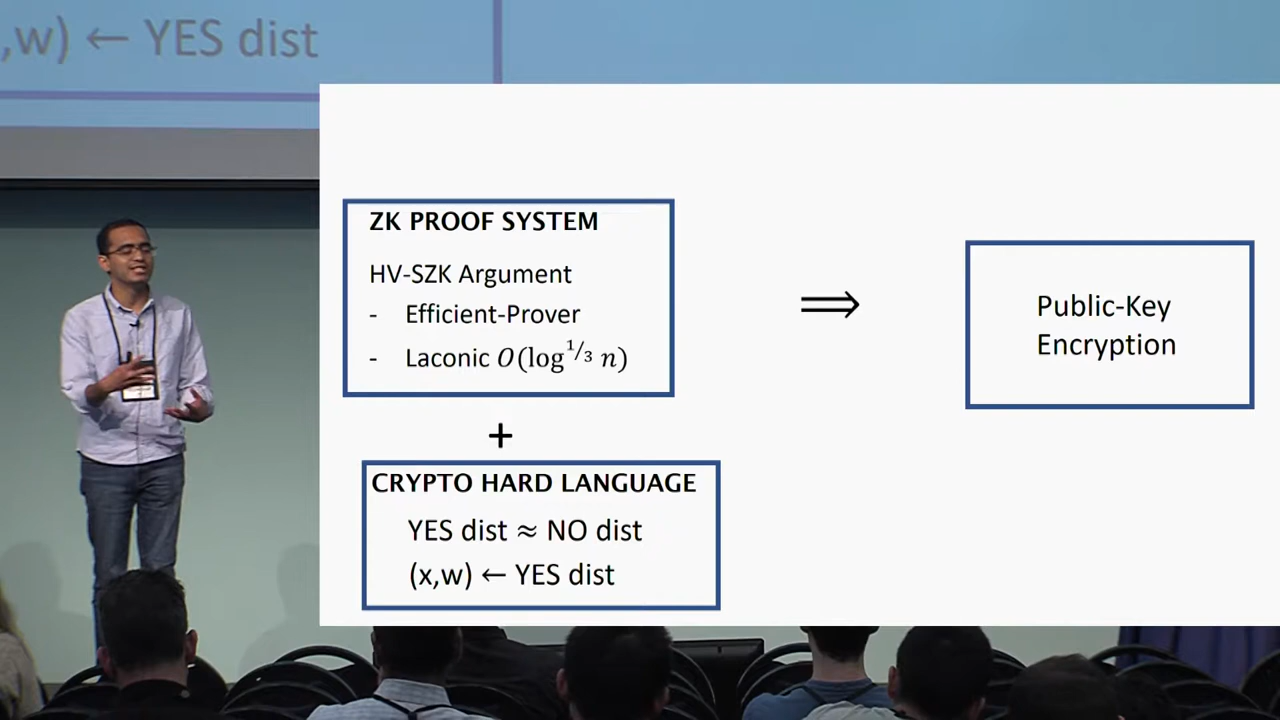 ,w) ← YES dist
ZK PROOF SYSTEM
HV-SZK Argument
- Efficient-Prover
- Laconic O(log^{1/3} n)
⟹
Public-Key
Encryption
+
CRYPTO HARD LANGUAGE
YES dist ≈ NO dist
(x,w) ← YES dist